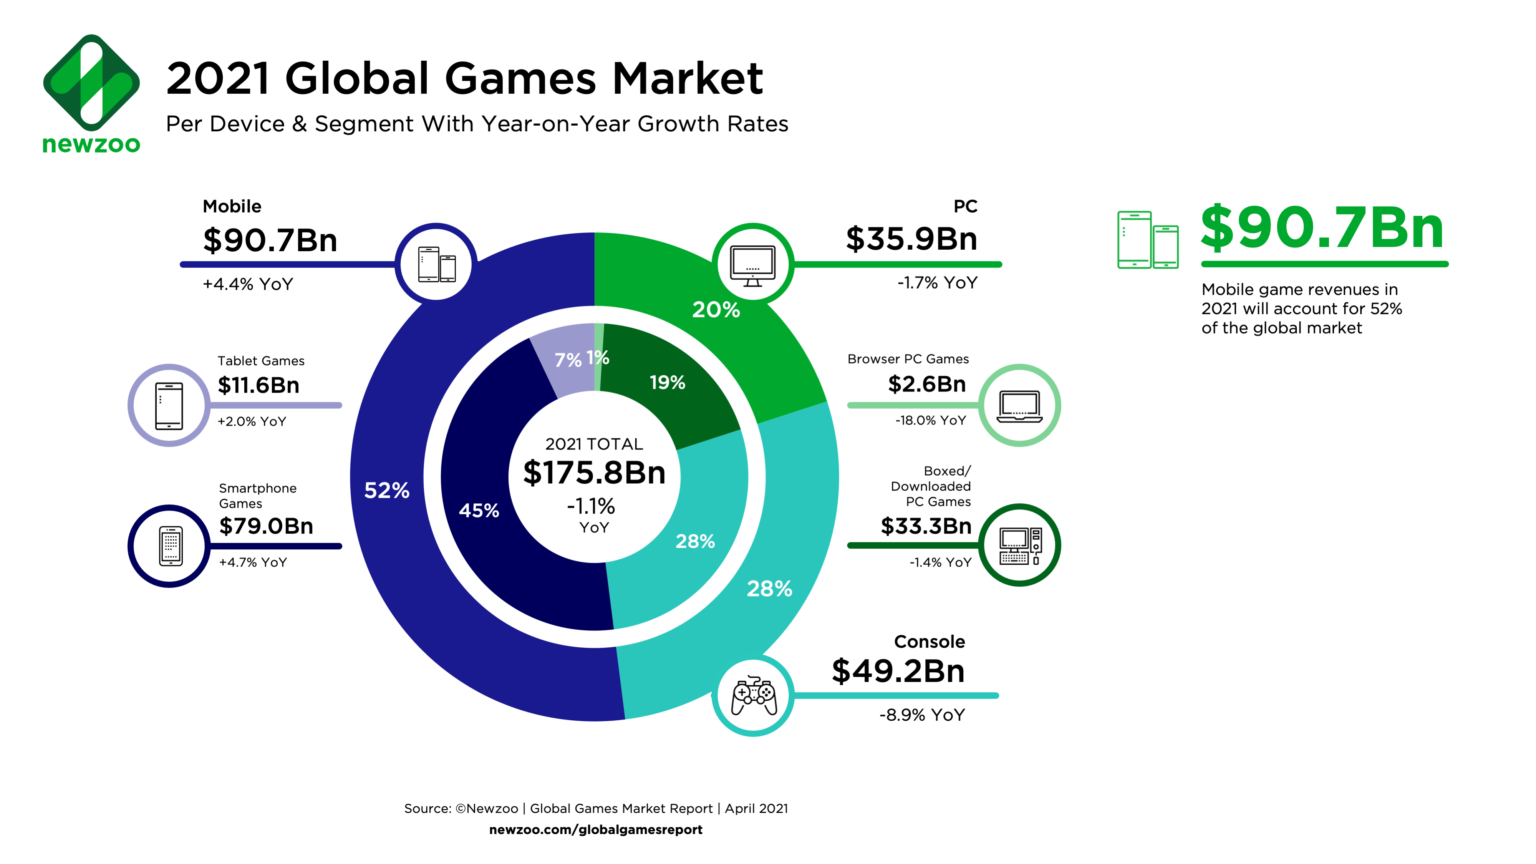 newzoo
2021 Global Games Market
Per Device & Segment With Year-on-Year Growth Rates
Mobile
$90.7Bn
+4.4% YoY
Tablet Games
$11.6Bn
+2.0% YoY
Smartphone
Games
$79.0Bn
+4.7% YoY
52%
20%
28%
7%
1%
19%
45%
28%
2021 TOTAL
$175.8Bn
-1.1%
YoY
PC
$35.9Bn
-1.7% YoY
Browser PC Games
$2.6Bn
-18.0% YoY
Boxed/
Downloaded
PC Games
$33.3Bn
-1.4% YoY
Console
$49.2Bn
-8.9% YoY
$90.7Bn
Mobile game revenues in
2021 will account for 52%
of the global market
Source: ©Newzoo | Global Games Market Report | April 2021
newzoo.com/globalgamesreport